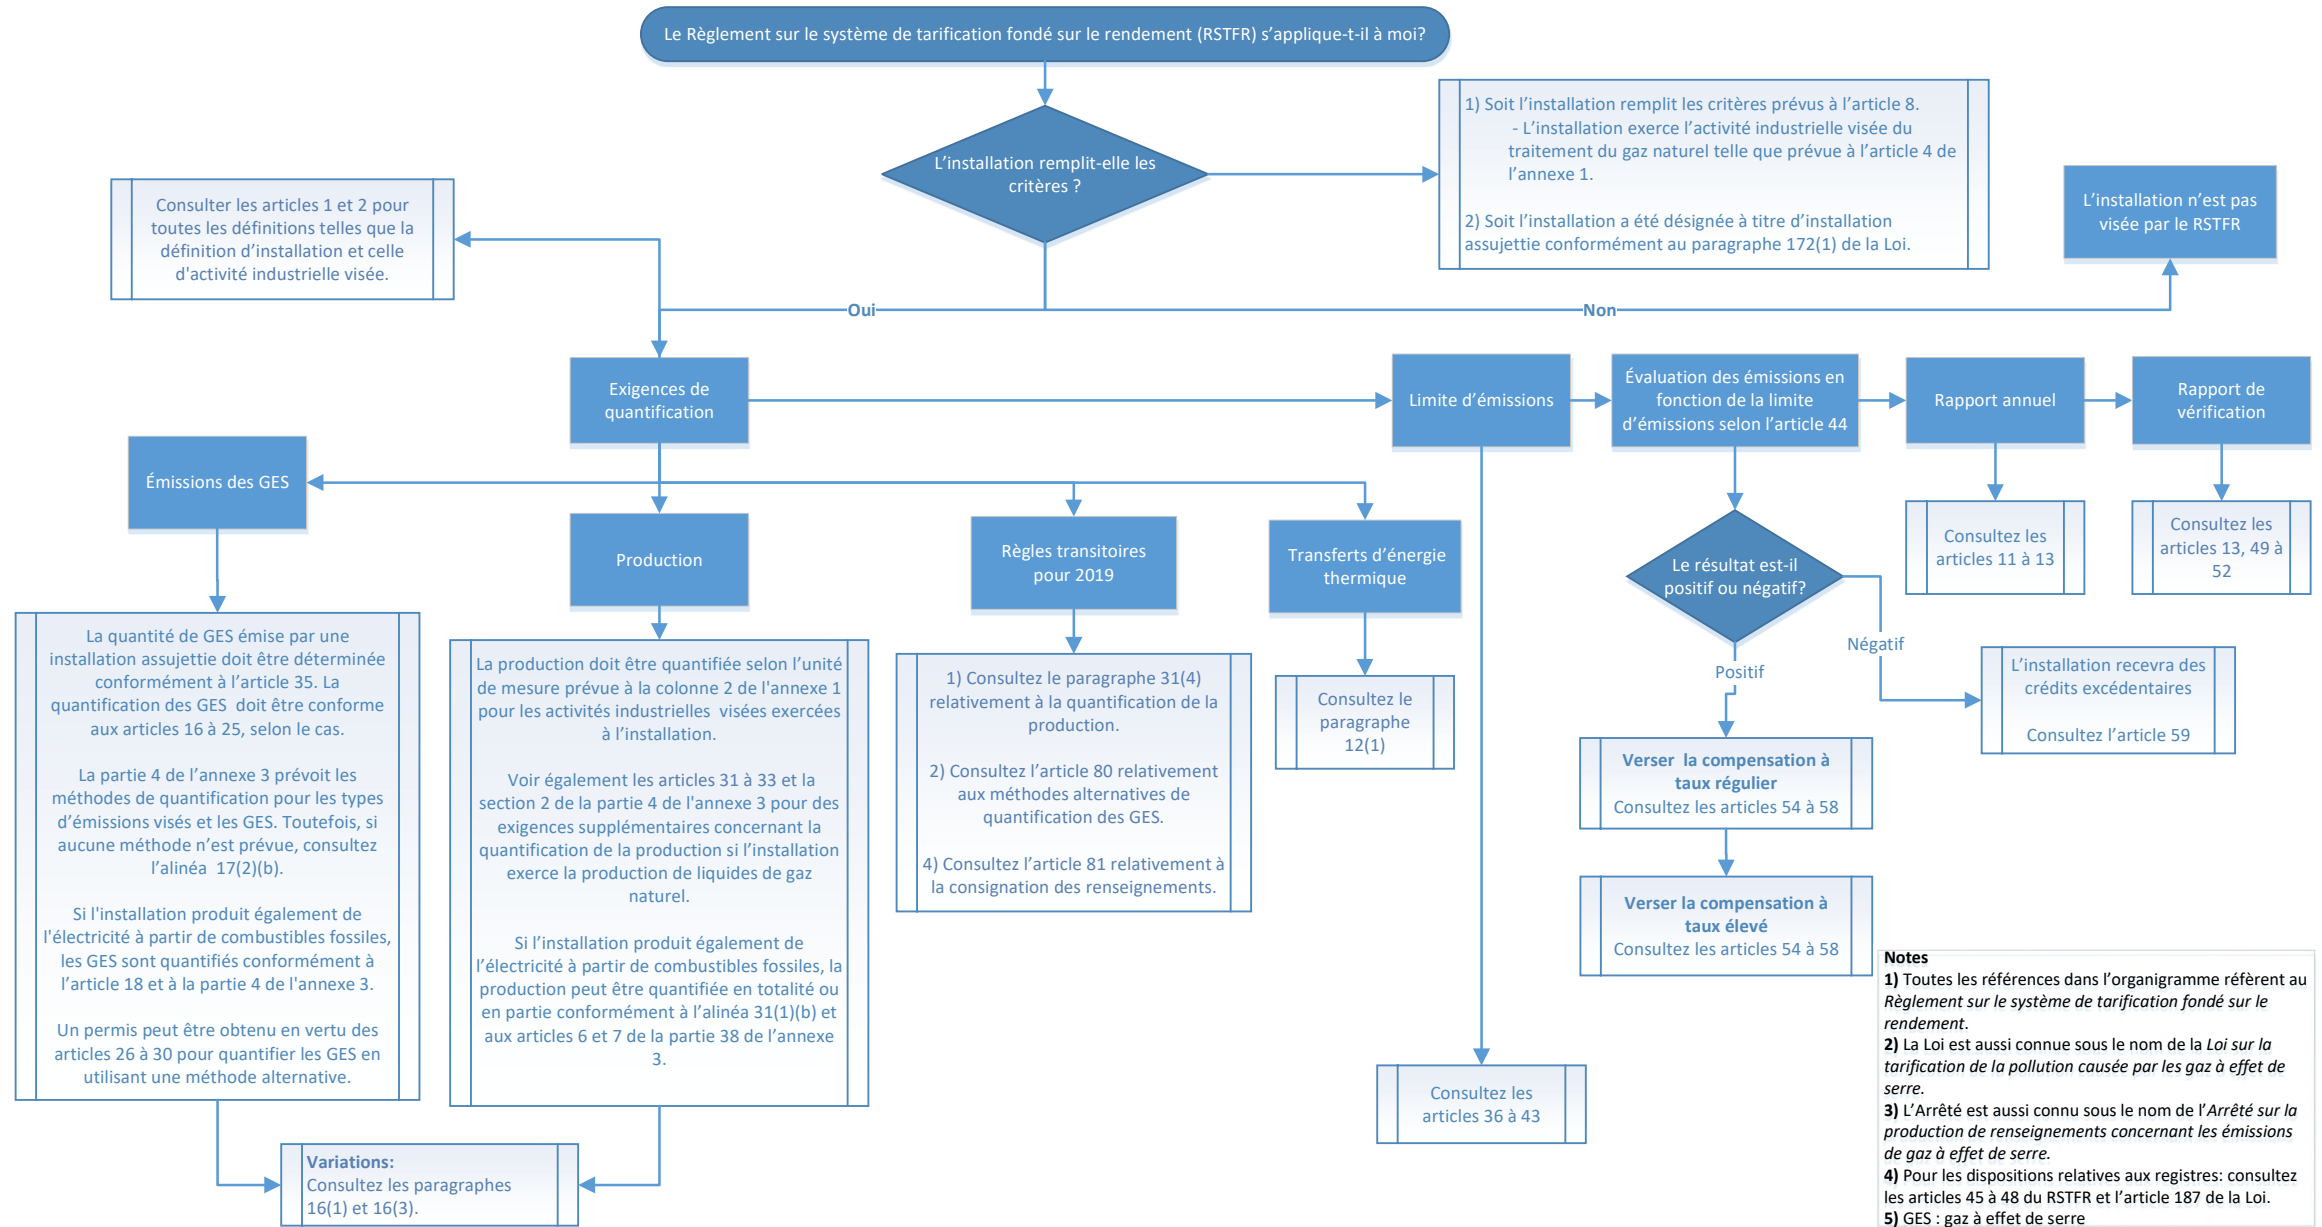 Le Règlement sur le système de tarification fondé sur le rendement (RSTFR) s’applique-t-il à moi?
L’installation remplit-elle les
critères ?
1) Soit l’installation remplit les critères prévus à l’article 8.
- L’installation exerce l’activité industrielle visée du
traitement du gaz naturel telle que prévue à l’article 4 de
l’annexe 1.
2) Soit l’installation a été désignée à titre d’installation
assujettie conformément au paragraphe 172(1) de la Loi.
L’installation n’est pas
visée par le RSTFR
Consulter les articles 1 et 2 pour
toutes les définitions telles que la
définition d’installation et celle
d'activité industrielle visée.
Oui
Non
Exigences de
quantification
Limite d’émissions
Évaluation des émissions en
fonction de la limite
d’émissions selon l’article 44
Rapport annuel
Rapport de
vérification
Émissions des GES
Production
Règles transitoires
pour 2019
Transferts d’énergie
thermique
Le résultat est-il
positif ou négatif?
Consultez les
articles 11 à 13
Consultez les
articles 13, 49 à
52
La quantité de GES émise par une
installation assujettie doit être déterminée
conformément à l’article 35. La
quantification des GES  doit être conforme
aux articles 16 à 25, selon le cas.
La partie 4 de l’annexe 3 prévoit les
méthodes de quantification pour les types
d’émissions visés et les GES. Toutefois, si
aucune méthode n’est prévue, consultez
l’alinéa  17(2)(b).
Si l'installation produit également de
l'électricité à partir de combustibles fossiles,
les GES sont quantifiés conformément à
l’article 18 et à la partie 4 de l'annexe 3.
Un permis peut être obtenu en vertu des
articles 26 à 30 pour quantifier les GES en
utilisant une méthode alternative.
La production doit être quantifiée selon l’unité
de mesure prévue à la colonne 2 de l'annexe 1
pour les activités industrielles  visées exercées
à l’installation.
Voir également les articles 31 à 33 et la
section 2 de la partie 4 de l'annexe 3 pour des
exigences supplémentaires concernant la
quantification de la production si l’installation
exerce la production de liquides de gaz
naturel.
Si l’installation produit également de
l’électricité à partir de combustibles fossiles, la
production peut être quantifiée en totalité ou
en partie conformément à l’alinéa 31(1)(b) et
aux articles 6 et 7 de la partie 38 de l’annexe
3.
1) Consultez le paragraphe 31(4)
relativement à la quantification de la
production.
2) Consultez l’article 80 relativement
aux méthodes alternatives de
quantification des GES.
4) Consultez l’article 81 relativement à
la consignation des renseignements.
Consultez le
paragraphe
12(1)
Positif
Négatif
L’installation recevra des
crédits excédentaires
Consultez l’article 59
Verser  la compensation à
taux régulier
Consultez les articles 54 à 58
Verser la compensation à
taux élevé
Consultez les articles 54 à 58
Consultez les
articles 36 à 43
Variations:
Consultez les paragraphes
16(1) et 16(3).
Notes
1) Toutes les références dans l’organigramme réfèrent au
Règlement sur le système de tarification fondé sur le
rendement.
2) La Loi est aussi connue sous le nom de la Loi sur la
tarification de la pollution causée par les gaz à effet de
serre.
3) L’Arrêté est aussi connu sous le nom de l’Arrêté sur la
production de renseignements concernant les émissions
de gaz à effet de serre.
4) Pour les dispositions relatives aux registres: consultez
les articles 45 à 48 du RSTFR et l’article 187 de la Loi.
5) GES : gaz à effet de serre